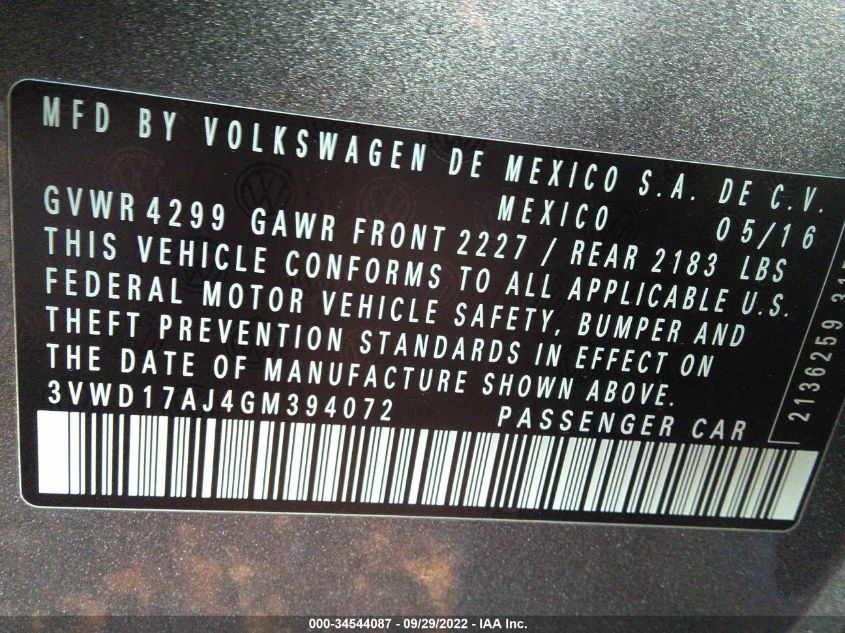 MFD BY VOLKSWAGEN DE MEXICO S.A. DE C.V.
MEXICO 05/16
GVWR 4299 GAWR FRONT 2227 / REAR 2183 LBS
THIS VEHICLE CONFORMS TO ALL APPLICABLE U.S.
FEDERAL MOTOR VEHICLE SAFETY, BUMPER AND
THEFT PREVENTION STANDARDS IN EFFECT ON
THE DATE OF MANUFACTURE SHOWN ABOVE.
3VWD17AJ4GM394072 PASSENGER CAR
2136259
000-34544087 - 09/29/2022 - IAA Inc.